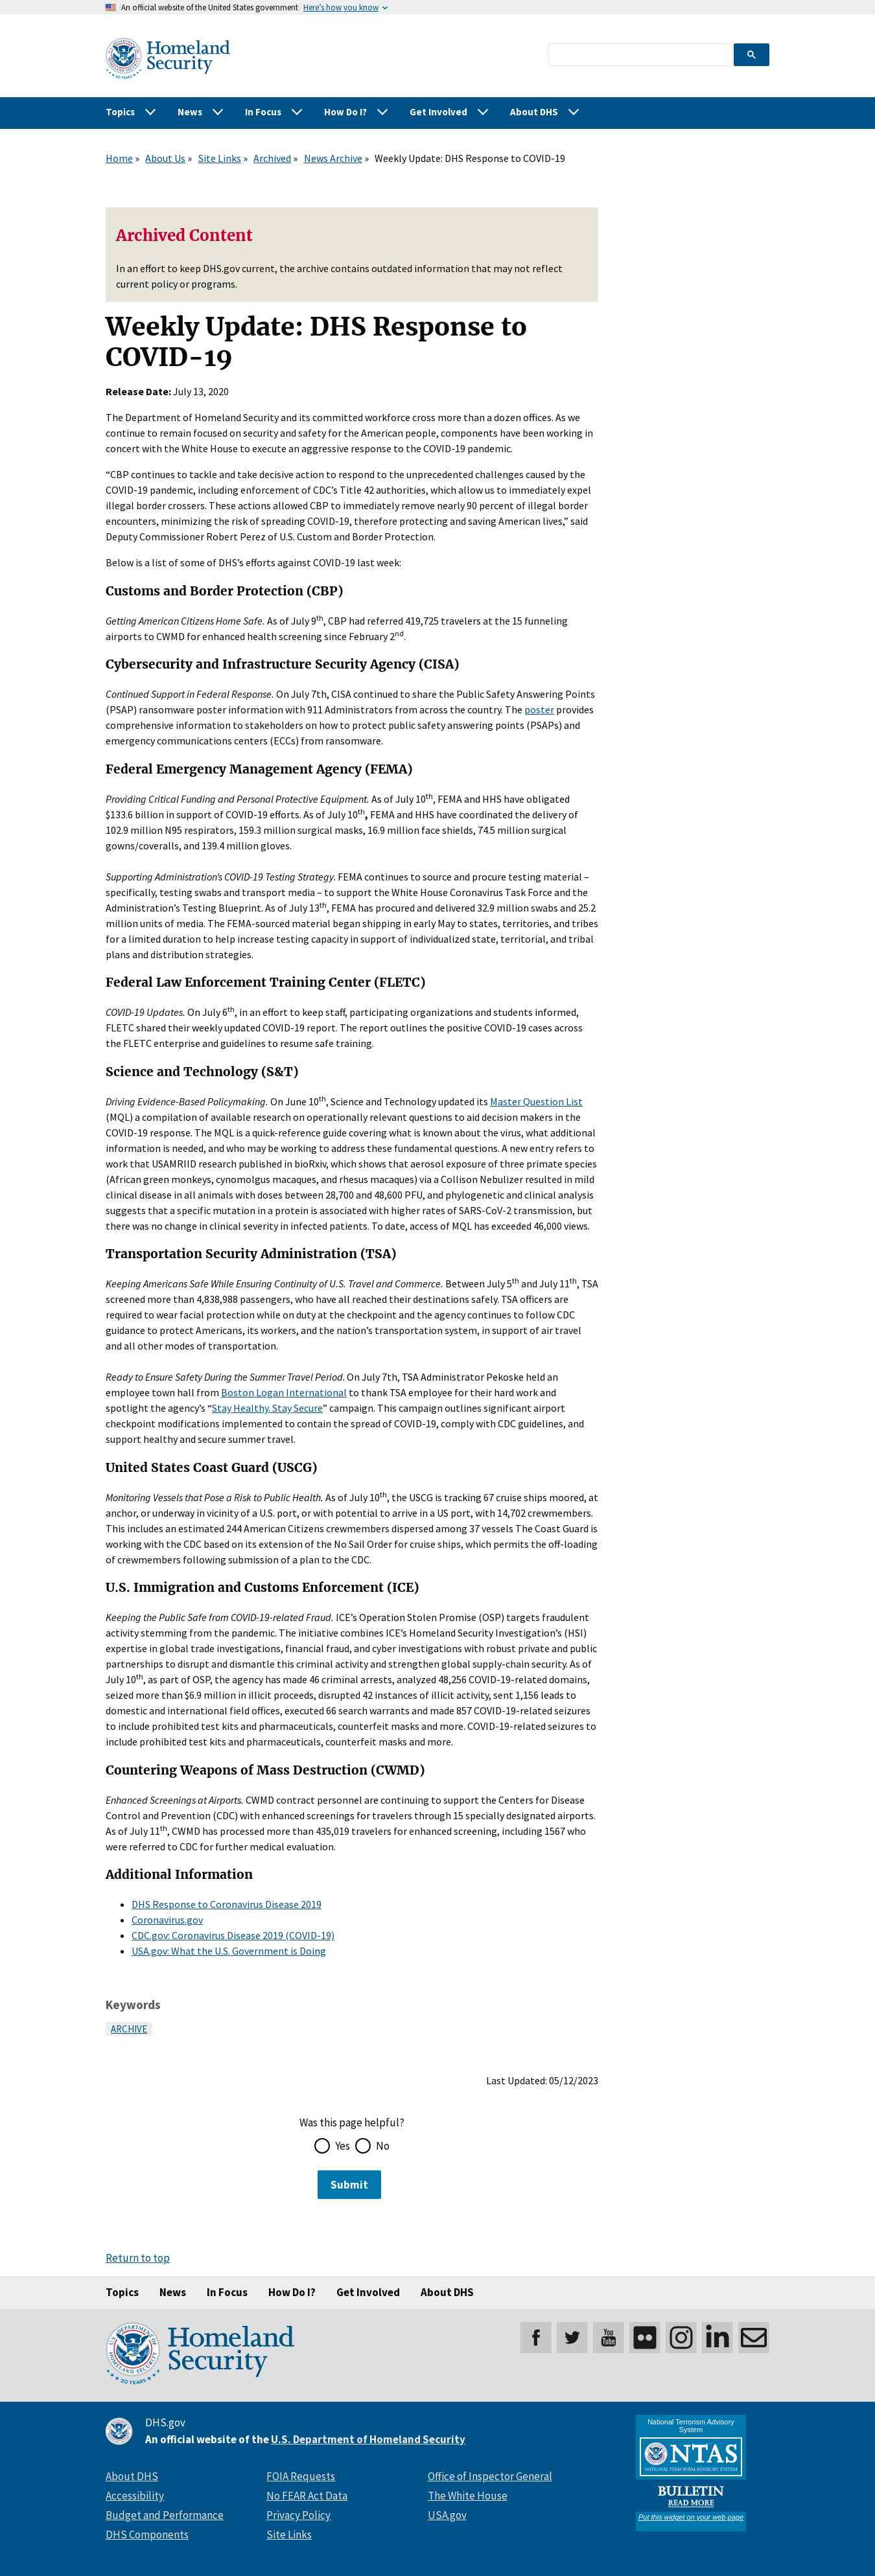 An official website of the United States government Here's how you know
Homeland
Security
Topics News In Focus How Do I? Get Involved About DHS
Home » About Us » Site Links » Archived » News Archive » Weekly Update: DHS Response to COVID-19
Archived Content
In an effort to keep DHS.gov current, the archive contains outdated information that may not reflect
current policy or programs.
Weekly Update: DHS Response to
COVID-19
Release Date: July 13, 2020
The Department of Homeland Security and its committed workforce cross more than a dozen offices. As we
continue to remain focused on security and safety for the American people, components have been working in
concert with the White House to execute an aggressive response to the COVID-19 pandemic.
“CBP continues to tackle and take decisive action to respond to the unprecedented challenges caused by the
COVID-19 pandemic, including enforcement of CDC’s Title 42 authorities, which allow us to immediately expel
illegal border crossers. These actions allowed CBP to immediately remove nearly 90 percent of illegal border
encounters, minimizing the risk of spreading COVID-19, therefore protecting and saving American lives,” said
Deputy Commissioner Robert Perez of U.S. Custom and Border Protection.
Below is a list of some of DHS’s efforts against COVID-19 last week:
Customs and Border Protection (CBP)
Getting American Citizens Home Safe. As of July 9th, CBP had referred 419,725 travelers at the 15 funneling
airports to CWMD for enhanced health screening since February 2nd.
Cybersecurity and Infrastructure Security Agency (CISA)
Continued Support in Federal Response. On July 7th, CISA continued to share the Public Safety Answering Points
(PSAP) ransomware poster information with 911 Administrators from across the country. The poster provides
comprehensive information to stakeholders on how to protect public safety answering points (PSAPs) and
emergency communications centers (ECCs) from ransomware.
Federal Emergency Management Agency (FEMA)
Providing Critical Funding and Personal Protective Equipment. As of July 10th, FEMA and HHS have obligated
$133.6 billion in support of COVID-19 efforts. As of July 10th, FEMA and HHS have coordinated the delivery of
102.9 million N95 respirators, 159.3 million surgical masks, 16.9 million face shields, 74.5 million surgical
gowns/coveralls, and 139.4 million gloves.
Supporting Administration's COVID-19 Testing Strategy. FEMA continues to source and procure testing material –
specifically, testing swabs and transport media – to support the White House Coronavirus Task Force and the
Administration’s Testing Blueprint. As of July 13th, FEMA has procured and delivered 32.9 million swabs and 25.2
million units of media. The FEMA-sourced material began shipping in early May to states, territories, and tribes
for a limited duration to help increase testing capacity in support of individualized state, territorial, and tribal
plans and distribution strategies.
Federal Law Enforcement Training Center (FLETC)
COVID-19 Updates. On July 6th, in an effort to keep staff, participating organizations and students informed,
FLETC shared their weekly updated COVID-19 report. The report outlines the positive COVID-19 cases across
the FLETC enterprise and guidelines to resume safe training.
Science and Technology (S&T)
Driving Evidence-Based Policymaking. On June 10th, Science and Technology updated its Master Question List
(MQL) a compilation of available research on operationally relevant questions to aid decision makers in the
COVID-19 response. The MQL is a quick-reference guide covering what is known about the virus, what additional
information is needed, and who may be working to address these fundamental questions. A new entry refers to
work that USAMRIID research published in bioRxiv, which shows that aerosol exposure of three primate species
(African green monkeys, cynomolgus macaques, and rhesus macaques) via a Collison Nebulizer resulted in mild
clinical disease in all animals with doses between 28,700 and 48,600 PFU, and phylogenetic and clinical analysis
suggests that a specific mutation in a protein is associated with higher rates of SARS-CoV-2 transmission, but
there was no change in clinical severity in infected patients. To date, access of MQL has exceeded 46,000 views.
Transportation Security Administration (TSA)
Keeping Americans Safe While Ensuring Continuity of U.S. Travel and Commerce. Between July 5th and July 11th, TSA
screened more than 4,838,988 passengers, who have all reached their destinations safely. TSA officers are
required to wear facial protection while on duty at the checkpoint and the agency continues to follow CDC
guidance to protect Americans, its workers, and the nation’s transportation system, in support of air travel
and all other modes of transportation.
Ready to Ensure Safety During the Summer Travel Period. On July 7th, TSA Administrator Pekoske held an
employee town hall from Boston Logan International to thank TSA employee for their hard work and
spotlight the agency’s “Stay Healthy. Stay Secure” campaign. This campaign outlines significant airport
checkpoint modifications implemented to contain the spread of COVID-19, comply with CDC guidelines, and
support healthy and secure summer travel.
United States Coast Guard (USCG)
Monitoring Vessels that Pose a Risk to Public Health. As of July 10th, the USCG is tracking 67 cruise ships moored, at
anchor, or underway in vicinity of a U.S. port, or with potential to arrive in a US port, with 14,702 crewmembers.
This includes an estimated 244 American Citizens crewmembers dispersed among 37 vessels The Coast Guard is
working with the CDC based on its extension of the No Sail Order for cruise ships, which permits the off-loading
of crewmembers following submission of a plan to the CDC.
U.S. Immigration and Customs Enforcement (ICE)
Keeping the Public Safe from COVID-19-related Fraud. ICE’s Operation Stolen Promise (OSP) targets fraudulent
activity stemming from the pandemic. The initiative combines ICE’s Homeland Security Investigation’s (HSI)
expertise in global trade investigations, financial fraud, and cyber investigations with robust private and public
partnerships to disrupt and dismantle this criminal activity and strengthen global supply-chain security. As of
July 10th, as part of OSP, the agency has made 46 criminal arrests, analyzed 48,256 COVID-19-related domains,
seized more than $6.9 million in illicit proceeds, disrupted 42 instances of illicit activity, sent 1,156 leads to
domestic and international field offices, executed 66 search warrants and made 857 COVID-19-related seizures
to include prohibited test kits and pharmaceuticals, counterfeit masks and more. COVID-19-related seizures to
include prohibited test kits and pharmaceuticals, counterfeit masks and more.
Countering Weapons of Mass Destruction (CWMD)
Enhanced Screenings at Airports. CWMD contract personnel are continuing to support the Centers for Disease
Control and Prevention (CDC) with enhanced screenings for travelers through 15 specially designated airports.
As of July 11th, CWMD has processed more than 435,019 travelers for enhanced screening, including 1567 who
were referred to CDC for further medical evaluation.
Additional Information
DHS Response to Coronavirus Disease 2019
Coronavirus.gov
CDC.gov: Coronavirus Disease 2019 (COVID-19)
USA.gov: What the U.S. Government is Doing
Keywords
ARCHIVE
Last Updated: 05/12/2023
Was this page helpful?
Yes No
Submit
Return to top
Topics News In Focus How Do I? Get Involved About DHS
Homeland
Security
20 YEARS
You
Tube
DHS.gov
An official website of the U.S. Department of Homeland Security
About DHS FOIA Requests Office of Inspector General
Accessibility No FEAR Act Data The White House
Budget and Performance Privacy Policy USA.gov
DHS Components Site Links
National Terrorism Advisory
System
NTAS
NATIONAL TERRORISM ADVISORY SYSTEM
BULLETIN
READ MORE
Put this widget on your web page